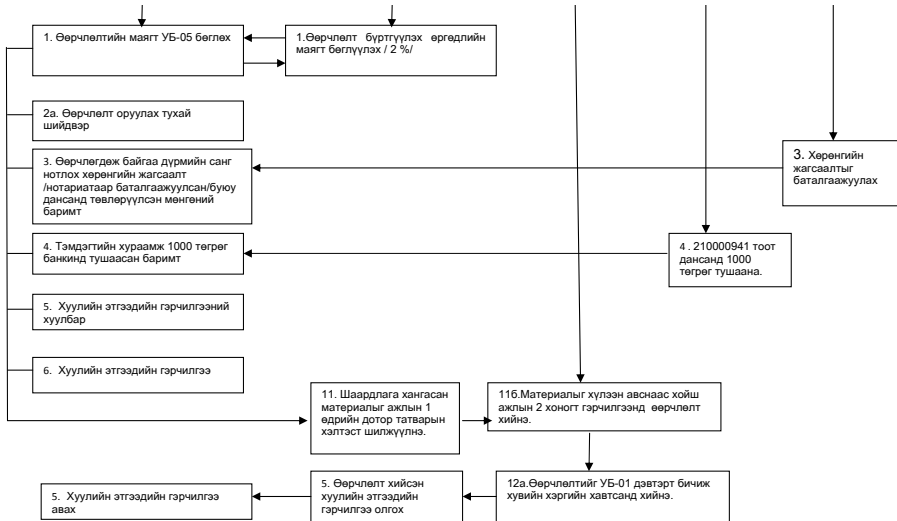 1. Өөрчлөлтийн маягт УБ-05 бөглөх
1.Өөрчлөлт бүртгүүлэх өргөдлийн
маягт бөглүүлэх / 2 %/
2а. Өөрчлөлт оруулах тухай
шийдвэр
3. Өөрчлөгдөж байгаа дүрмийн санг
нотлох хөрөнгийн жагсаалт
/нотариатаар баталгаажуулсан/буюу
дансанд төвлөрүүлсэн мөнгөний
баримт
3. Хөрөнгийн
жагсаалтыг
баталгаажуулах
4. Тэмдэгтийн хураамж 1000 төгрөг
банкинд тушаасан баримт
4 . 210000941 тоот
дансанд 1000
төгрөг тушаана.
5. Хуулийн этгээдийн гэрчилгээний
хуулбар
6. Хуулийн этгээдийн гэрчилгээ
11. Шаардлага хангасан
материалыг ажлын 1
өдрийн дотор татварын
хэлтэст шилжүүлнэ.
11б.Материалыг хүлээн авснаас хойш
ажлын 2 хоногт гэрчилгээнд өөрчлөлт
хийнэ.
5. Хуулийн этгээдийн гэрчилгээ
авах
5. Өөрчлөлт хийсэн
хуулийн этгээдийн
гэрчилгээ олгох
12а.Өөрчлөлтийг УБ-01 дэвтэрт бичиж
хувийн хэргийн хавтсанд хийнэ.